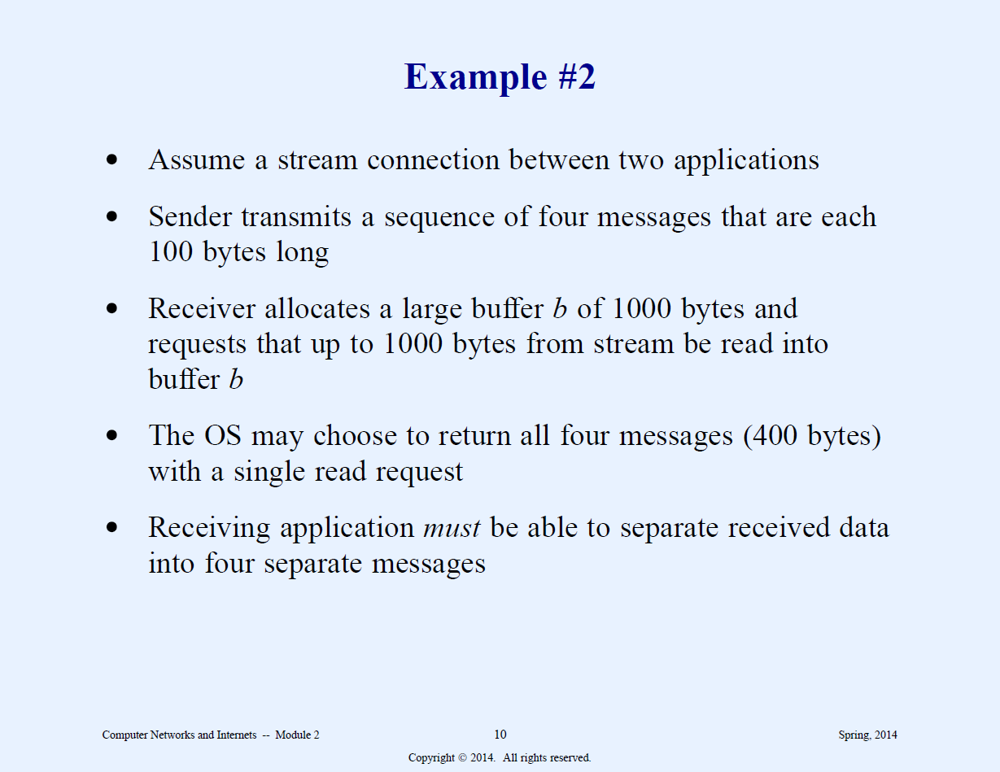 Example #2
• Assume a stream connection between two applications
• Sender transmits a sequence of four messages that are each
100 bytes long
• Receiver allocates a large buffer b of 1000 bytes and
requests that up to 1000 bytes from stream be read into
buffer b
• The OS may choose to return all four messages (400 bytes)
with a single read request
• Receiving application must be able to separate received data
into four separate messages
Computer Networks and Internets -- Module 2 10 Spring, 2014
Copyright © 2014. All rights reserved.